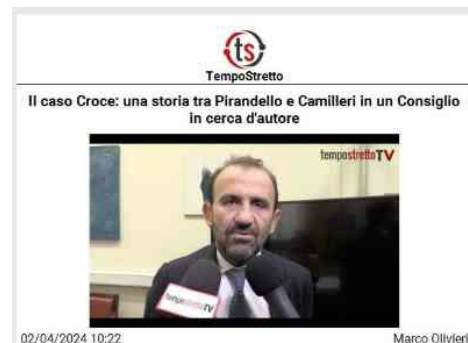 ts
TempoStretto
Il caso Croce: una storia tra Pirandello e Camilleri in un Consiglio
in cerca d'autore
tempostrettoTV
tempostrettoTV
02/04/2024 10:22 Marco Olivieri